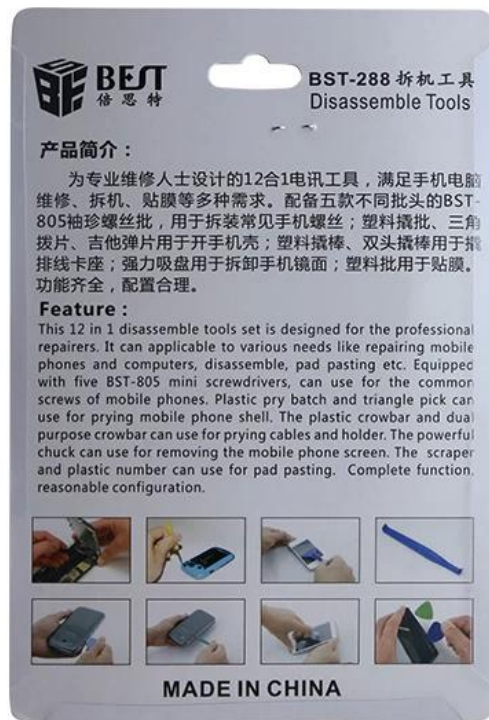 BEST
倍思特
BST-288 拆机工具
Disassemble Tools
产品简介：
为专业维修人士设计的12合1电讯工具，满足手机电脑
维修、拆机、贴膜等多种需求。配备五款不同批头的BST-
805袖珍螺丝批，用于拆装常见手机螺丝；塑料撬批、三角
拨片、吉他弹片用于开手机壳；塑料撬棒、双头撬棒用于撬
排线卡座；强力吸盘用于拆卸手机镜面；塑料批用于贴膜。
功能齐全，配置合理。
Feature :
This 12 in 1 disassemble tools set is designed for the professional
repairers. It can applicable to various needs like repairing mobile
phones and computers, disassemble, pad pasting etc. Equipped
with five BST-805 mini screwdrivers, can use for the common
screws of mobile phones. Plastic pry batch and triangle pick can
use for prying mobile phone shell. The plastic crowbar and dual
purpose crowbar can use for prying cables and holder. The powerful
chuck can use for removing the mobile phone screen. The scraper
and plastic number can use for pad pasting. Complete function,
reasonable configuration.
MADE IN CHINA